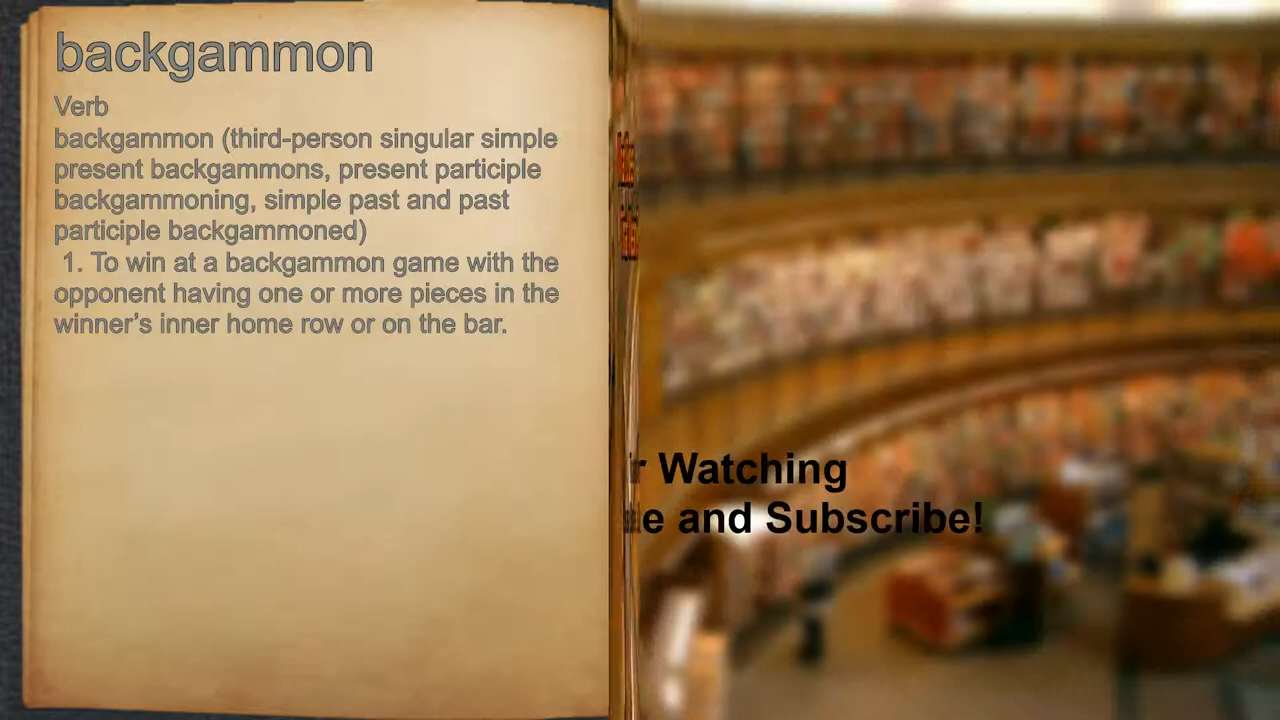 backgammon
Verb
backgammon (third-person singular simple
present backgammons, present participle
backgammoning, simple past and past
participle backgammoned)
1. To win at a backgammon game with the
opponent having one or more pieces in the
winner's inner home row or on the bar.
Watching
and Subscribe!